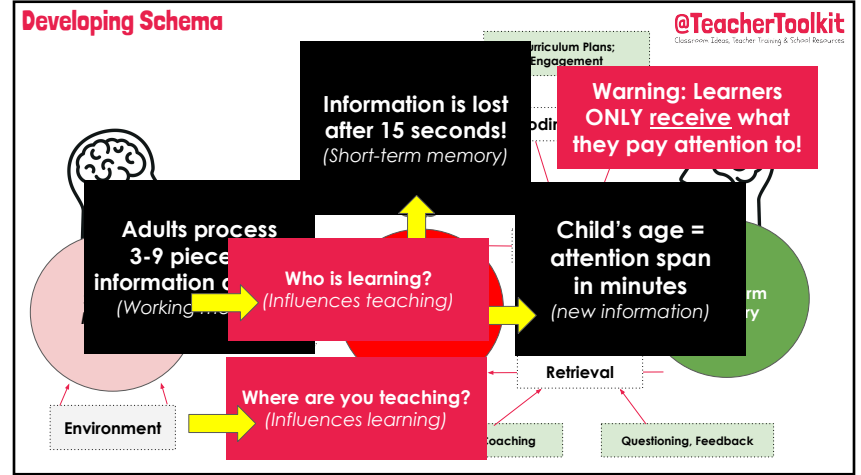 Developing Schema
@TeacherToolkit
Classroom Ideas, Teacher Training & School Resources
Curriculum Plans;
Engagement
Information is lost
after 15 seconds!
(Short-term memory)
Warning: Learners
ONLY receive what
they pay attention to!
Adults process
3-9
information
(Working
Who is learning?
(Influences teaching)
Child's age =
attention span
in minutes
(new information)
Where are you teaching?
(Influences learning)
Retrieval
Environment
Coaching
Questioning, Feedback